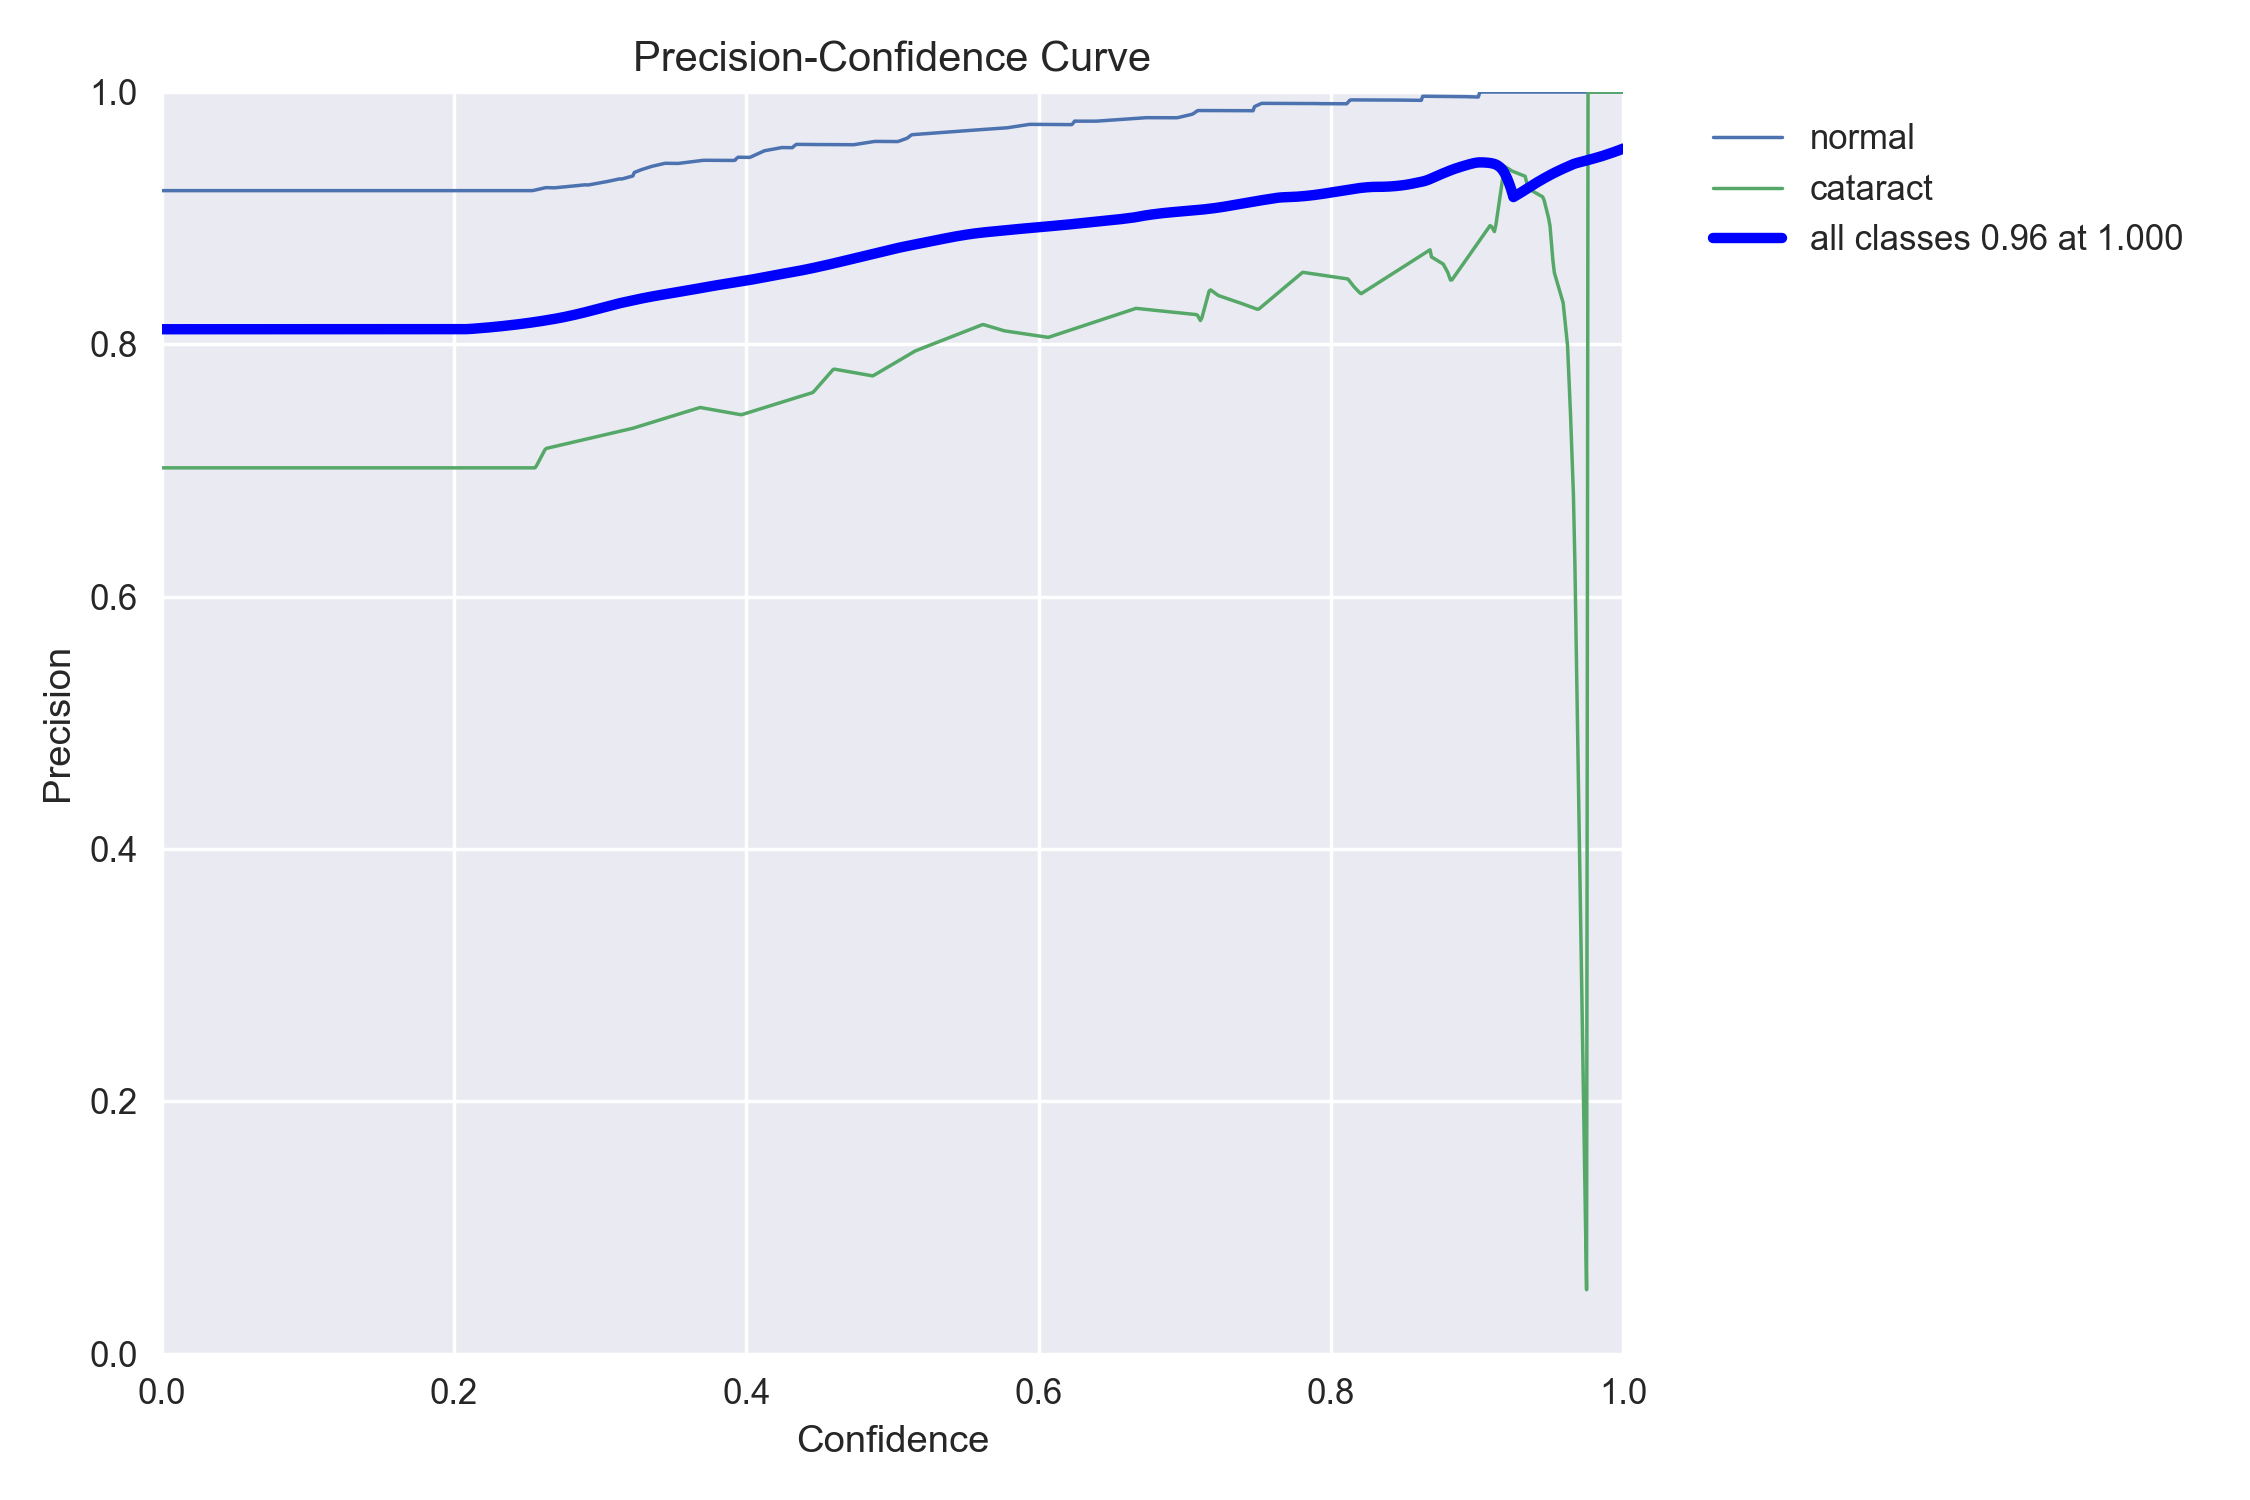 Precision-Confidence Curve
1.0
0.8
0.6
0.4
0.2
0.0
Precision
0.0 0.2 0.4 0.6 0.8 1.0
Confidence
normal
cataract
all classes 0.96 at 1.000